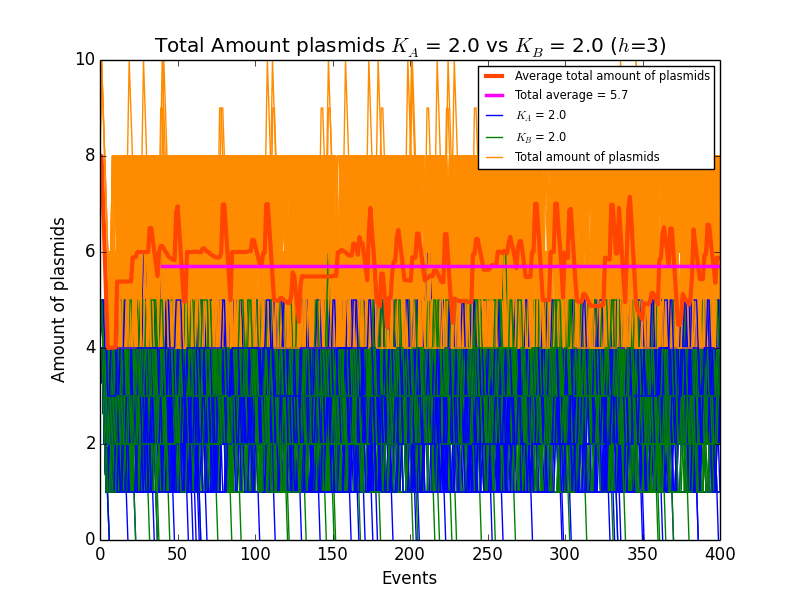 Total Amount plasmids K_A = 2.0 vs K_B = 2.0 (h=3)
Average total amount of plasmids
Total average = 5.7
K_A = 2.0
K_B = 2.0
Total amount of plasmids
10
8
6
4
2
0
Amount of plasmids
0 50 100 150 200 250 300 350 400
Events